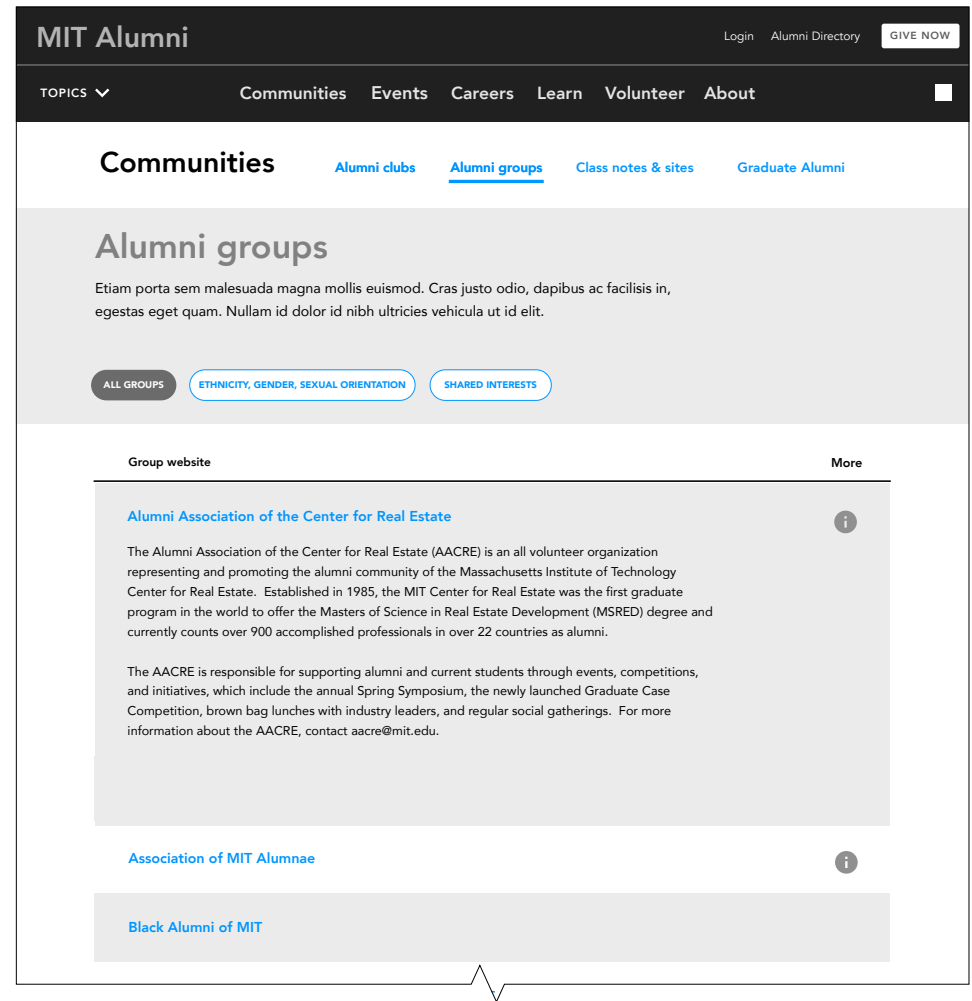 MIT Alumni
Login Alumni Directory GIVE NOW
TOPICS Communities Events Careers Learn Volunteer About
Communities Alumni clubs Alumni groups Class notes & sites Graduate Alumni
Alumni groups
Etiam porta sem malesuada magna mollis euismod. Cras justo odio, dapibus ac facilisis in,
egestas eget quam. Nullam id dolor id nibh ultricies vehicula ut id elit.
ALL GROUPS ETHNICITY, GENDER, SEXUAL ORIENTATION SHARED INTERESTS
Group website More
Alumni Association of the Center for Real Estate
The Alumni Association of the Center for Real Estate (AACRE) is an all volunteer organization
representing and promoting the alumni community of the Massachusetts Institute of Technology
Center for Real Estate.  Established in 1985, the MIT Center for Real Estate was the first graduate
program in the world to offer the Masters of Science in Real Estate Development (MSRED) degree and
currently counts over 900 accomplished professionals in over 22 countries as alumni.
The AACRE is responsible for supporting alumni and current students through events, competitions,
and initiatives, which include the annual Spring Symposium, the newly launched Graduate Case
Competition, brown bag lunches with industry leaders, and regular social gatherings.  For more
information about the AACRE, contact aacre@mit.edu.
Association of MIT Alumnae
Black Alumni of MIT